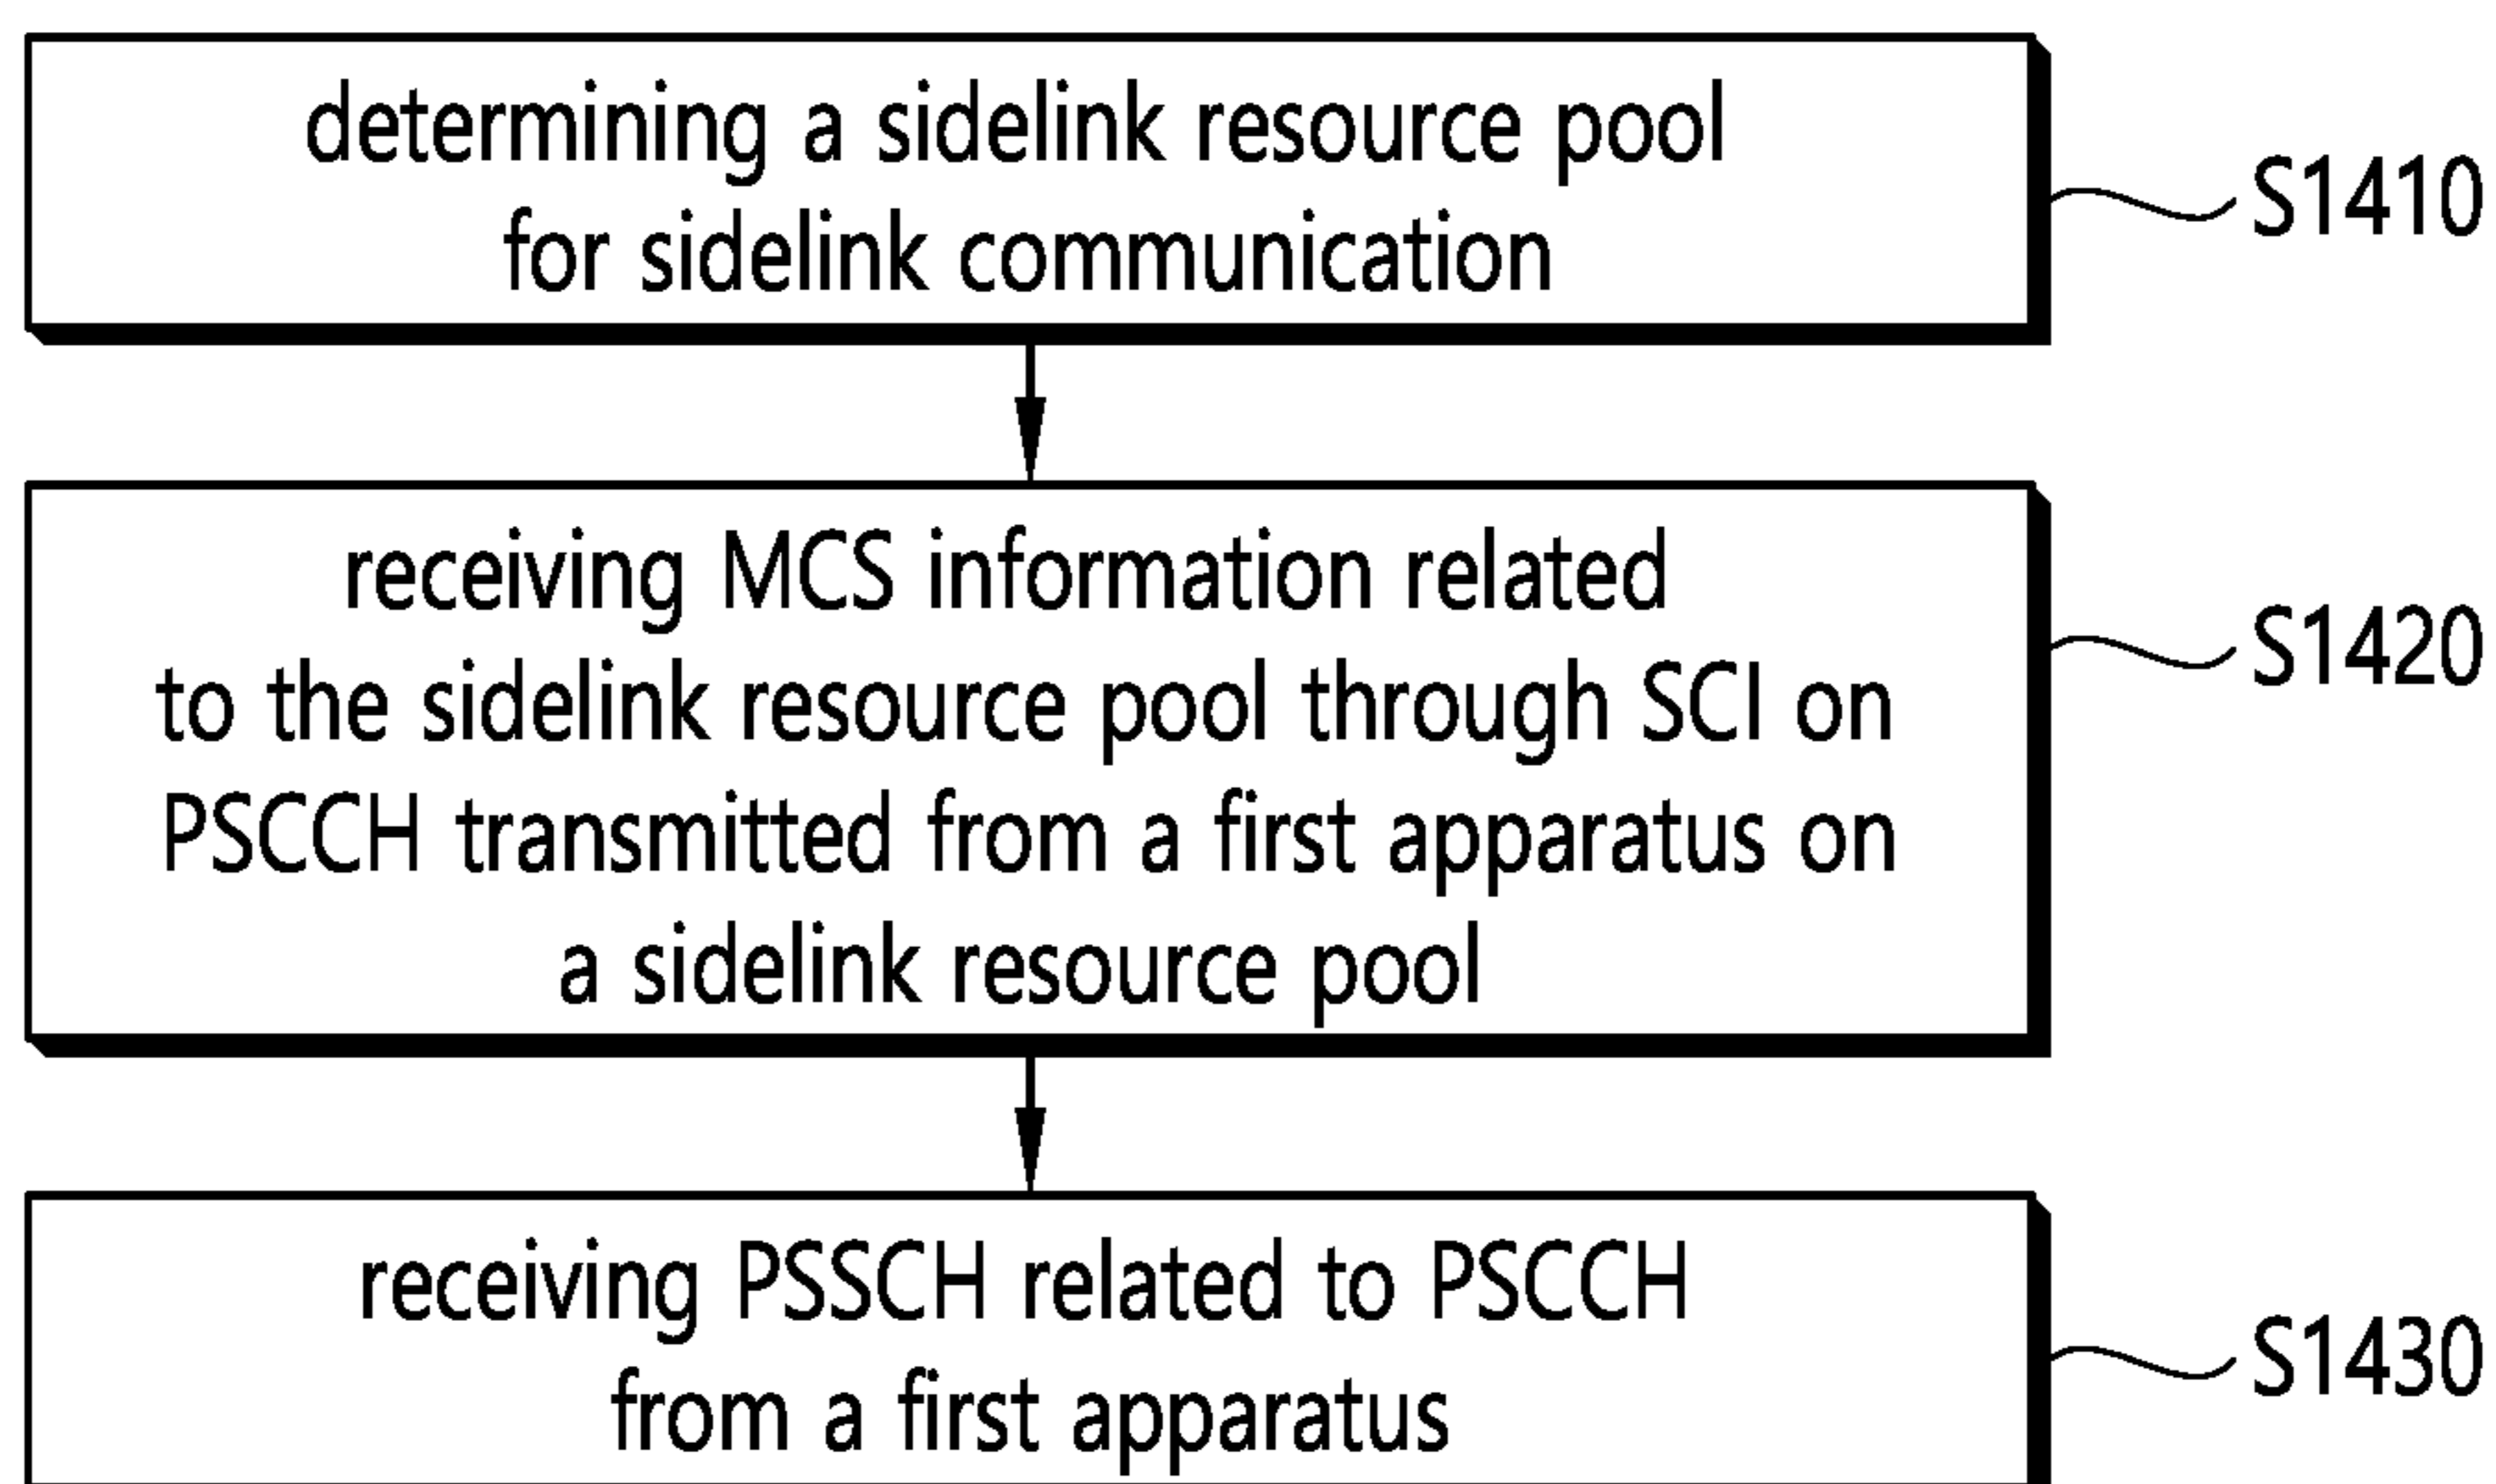 determining a sidelink resource pool
for sidelink communication
S1410
receiving MCS information related
to the sidelink resource pool through SCI on
PSCCH transmitted from a first apparatus on
a sidelink resource pool
S1420
receiving PSSCH related to PSCCH
from a first apparatus
S1430